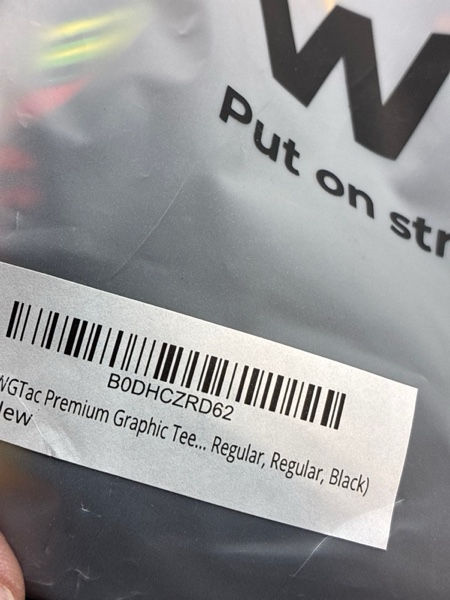 W
Put on str
B0DHCZRD62
WGTac Premium Graphic Tee... Regular, Regular, Black)
New